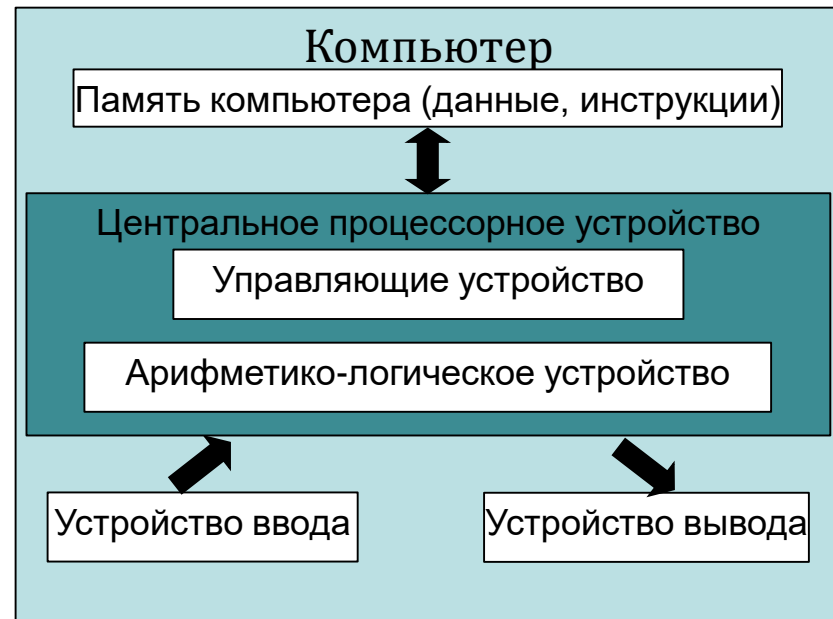 Компьютер
Память компьютера (данные, инструкции)
Центральное процессорное устройство
Управляющие устройство
Арифметико-логическое устройство
Устройство ввода
Устройство вывода